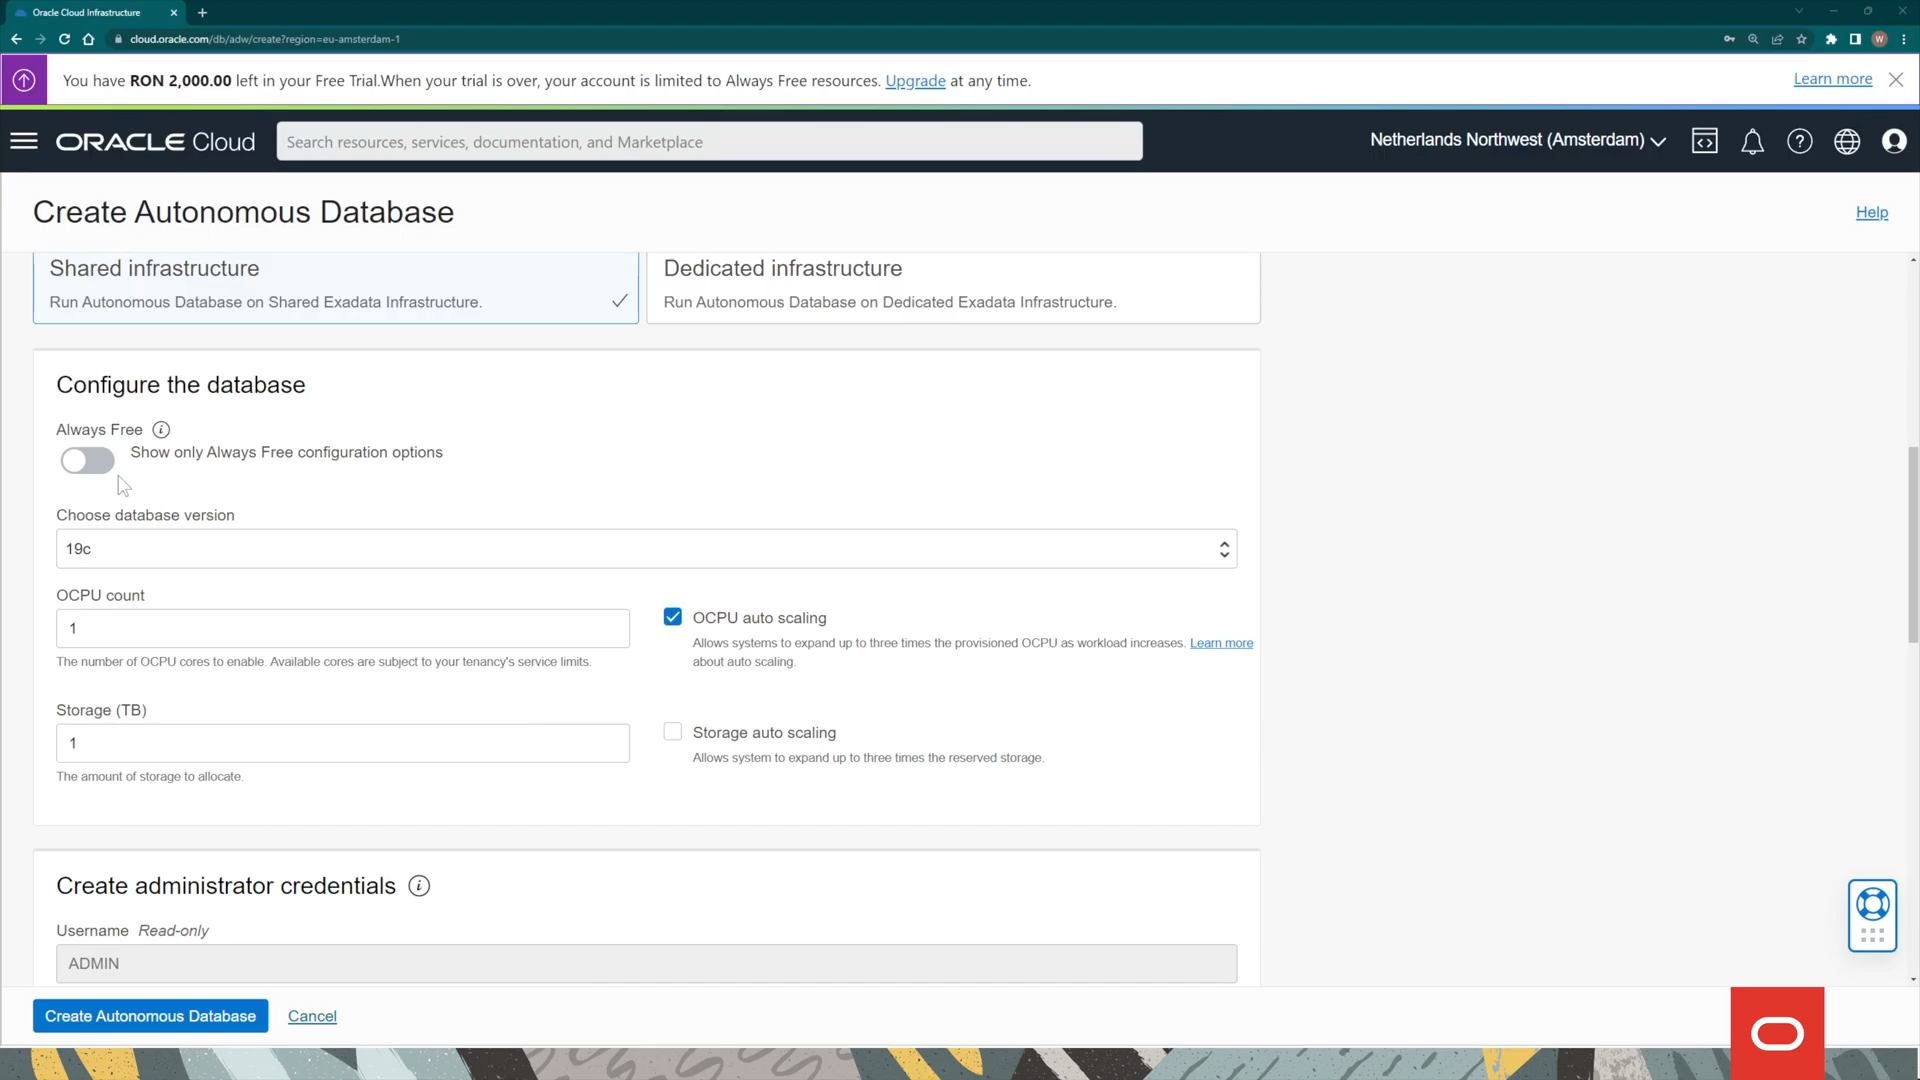 Oracle Cloud Infrastructure
cloud.oracle.com/db/adw/create?region=eu-amsterdam-1
W
You have RON 2,000.00 left in your Free Trial.When your trial is over, your account is limited to Always Free resources. Upgrade at any time.
Learn more
ORACLE Cloud
Search resources, services, documentation, and Marketplace
Netherlands Northwest (Amsterdam)
Create Autonomous Database
Help
Shared infrastructure
Run Autonomous Database on Shared Exadata Infrastructure.
Dedicated infrastructure
Run Autonomous Database on Dedicated Exadata Infrastructure.
Configure the database
Always Free
Show only Always Free configuration options
Choose database version
19c
OCPU count
1
The number of OCPU cores to enable. Available cores are subject to your tenancy's service limits.
OCPU auto scaling
Allows systems to expand up to three times the provisioned OCPU as workload increases. Learn more
about auto scaling.
Storage (TB)
1
The amount of storage to allocate.
Storage auto scaling
Allows system to expand up to three times the reserved storage.
Create administrator credentials
Username Read-only
ADMIN
Create Autonomous Database
Cancel